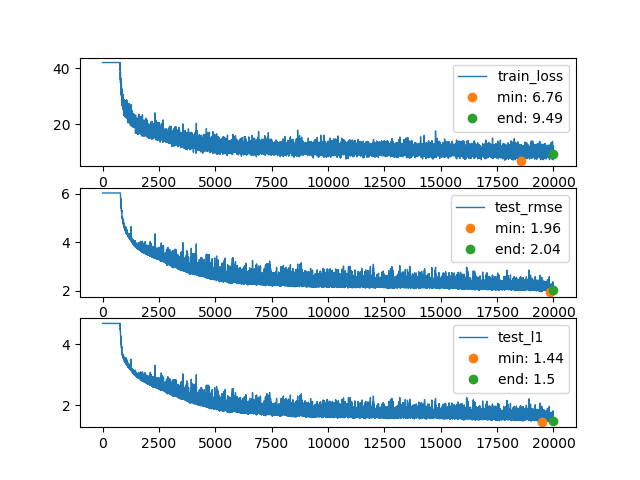 40
20
train_loss
min: 6.76
end: 9.49
0 2500 5000 7500 10000 12500 15000 17500 20000
6
4
2
test_rmse
min: 1.96
end: 2.04
0 2500 5000 7500 10000 12500 15000 17500 20000
4
2
test_l1
min: 1.44
end: 1.5
0 2500 5000 7500 10000 12500 15000 17500 20000